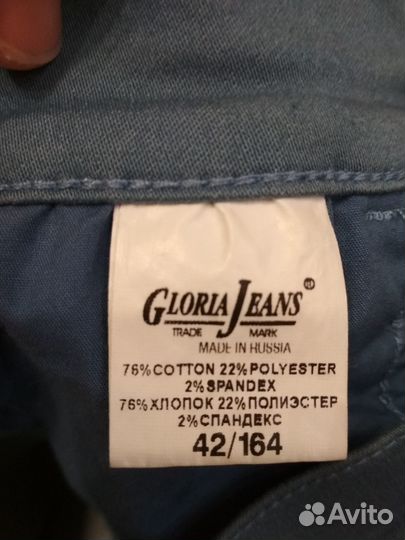 GLORIA JEANS®
TRADE MARK
MADE IN RUSSIA
76% COTTON 22% POLYESTER
2% SPANDEX
76% ХЛОПОК 22% ПОЛИЭСТЕР
2% СПАНДЕКС
42/164
Avito